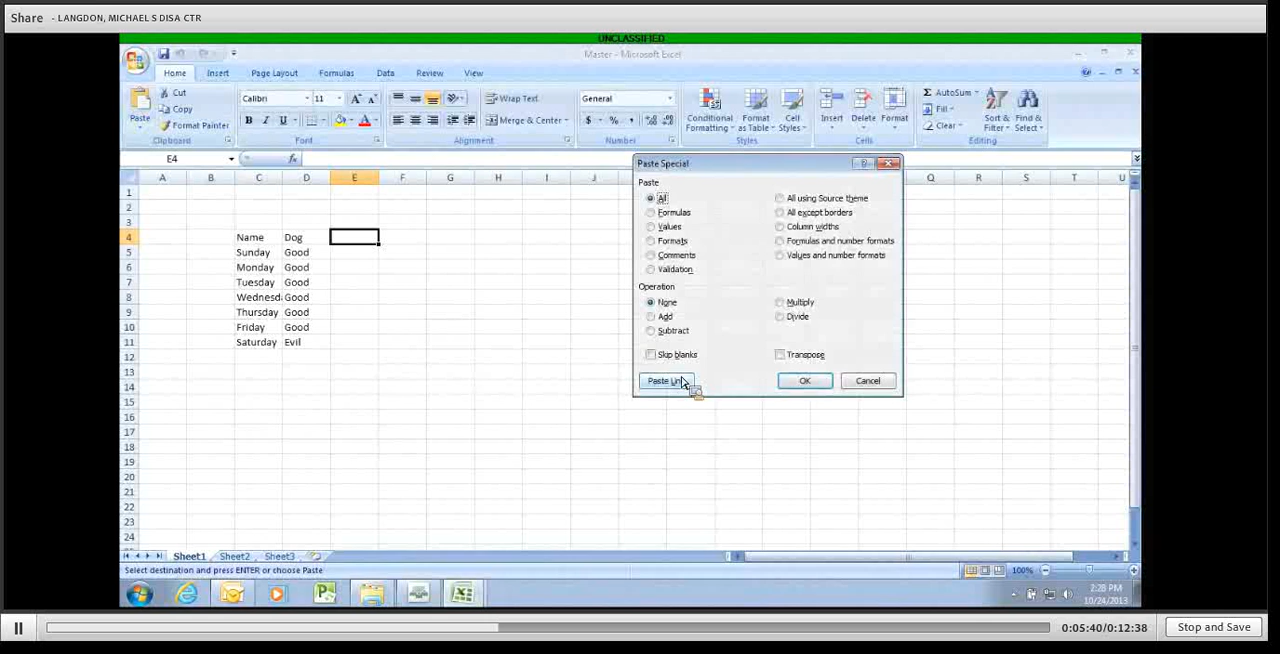 Share - LANGDON, MICHAEL S DISA CTR
UNCLASSIFIED
Master - Microsoft Excel
Home Insert Page Layout Formulas Data Review View
Cut
Copy
Format Painter
Paste
Clipboard
Calibri 11
B I U
Font
Wrap Text
Merge & Center
Alignment
General
$ % ,
Number
Conditional Formatting
Format as Table
Cell Styles
Styles
Insert Delete Format
Cells
AutoSum
Fill
Clear
Sort & Filter
Find & Select
Editing
E4 fx
A B C D E F G H I J Q R S T U
1
2
3
4 Name Dog
5 Sunday Good
6 Monday Good
7 Tuesday Good
8 Wednesd Good
9 Thursday Good
10 Friday Good
11 Saturday Evil
12
13
14
15
16
17
18
19
20
21
22
23
24
Paste Special
Paste
All All using Source theme
Formulas All except borders
Values Column widths
Formats Formulas and number formats
Comments Values and number formats
Validation
Operation
None Multiply
Add Divide
Subtract
Skip blanks Transpose
OK Cancel
Sheet1 Sheet2 Sheet3
Select destination and press ENTER or choose Paste
100%
2:28 PM
10/24/2013
0:05:40/0:12:38
Stop and Save